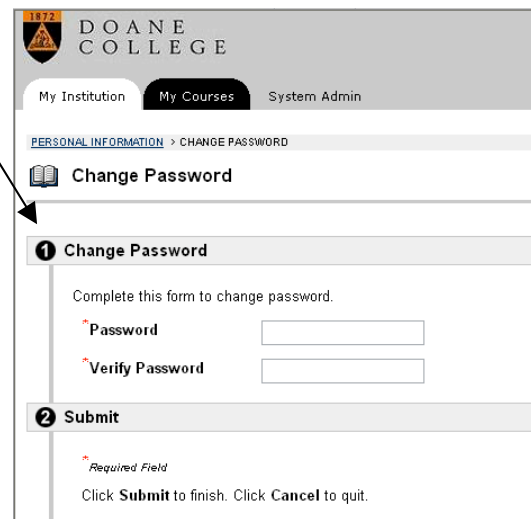 1872
DOANE
COLLEGE
My Institution My Courses System Admin
PERSONAL INFORMATION > CHANGE PASSWORD
Change Password
1 Change Password
Complete this form to change password.
*Password
*Verify Password
2 Submit
*Required Field
Click Submit to finish. Click Cancel to quit.